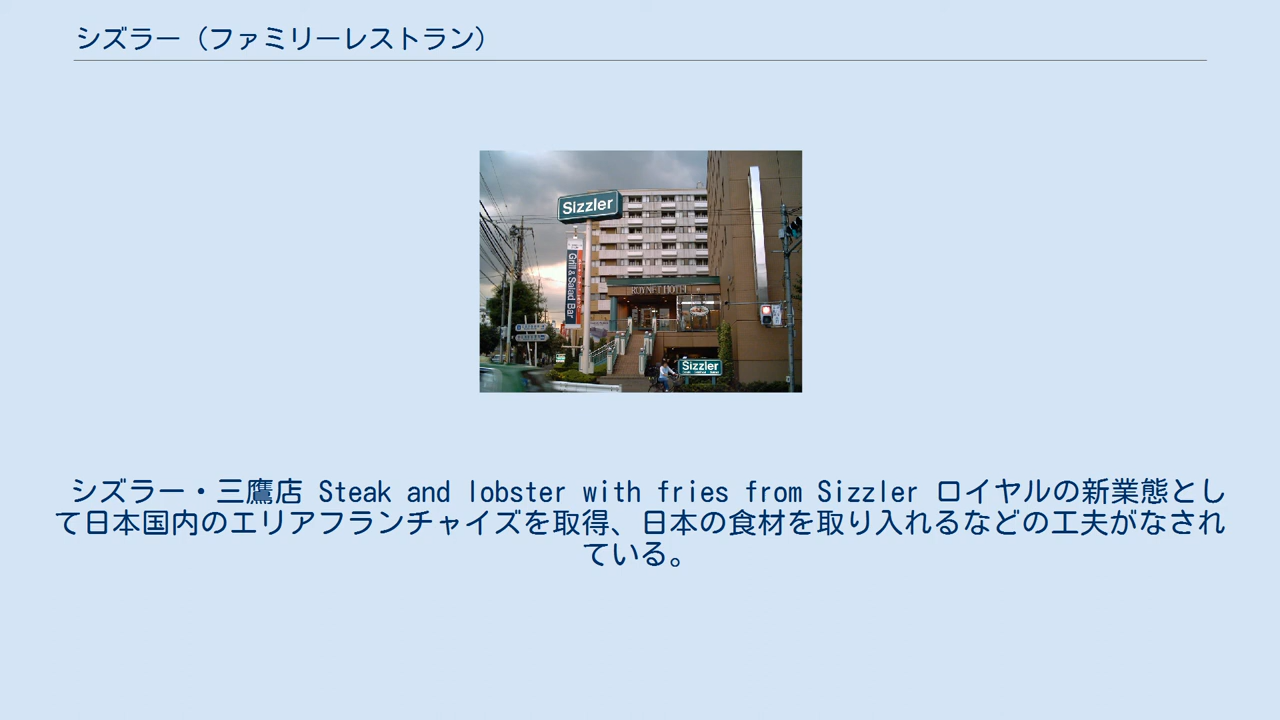 シズラー（ファミリーレストラン）
Sizzler
Grill & Salad Bar
ROYNET HOTEL
Sizzler
シズラー・三鷹店 Steak and lobster with fries from Sizzler ロイヤルの新業態とし
て日本国内のエリアフランチャイズを取得、日本の食材を取り入れるなどの工夫がなされ
ている。